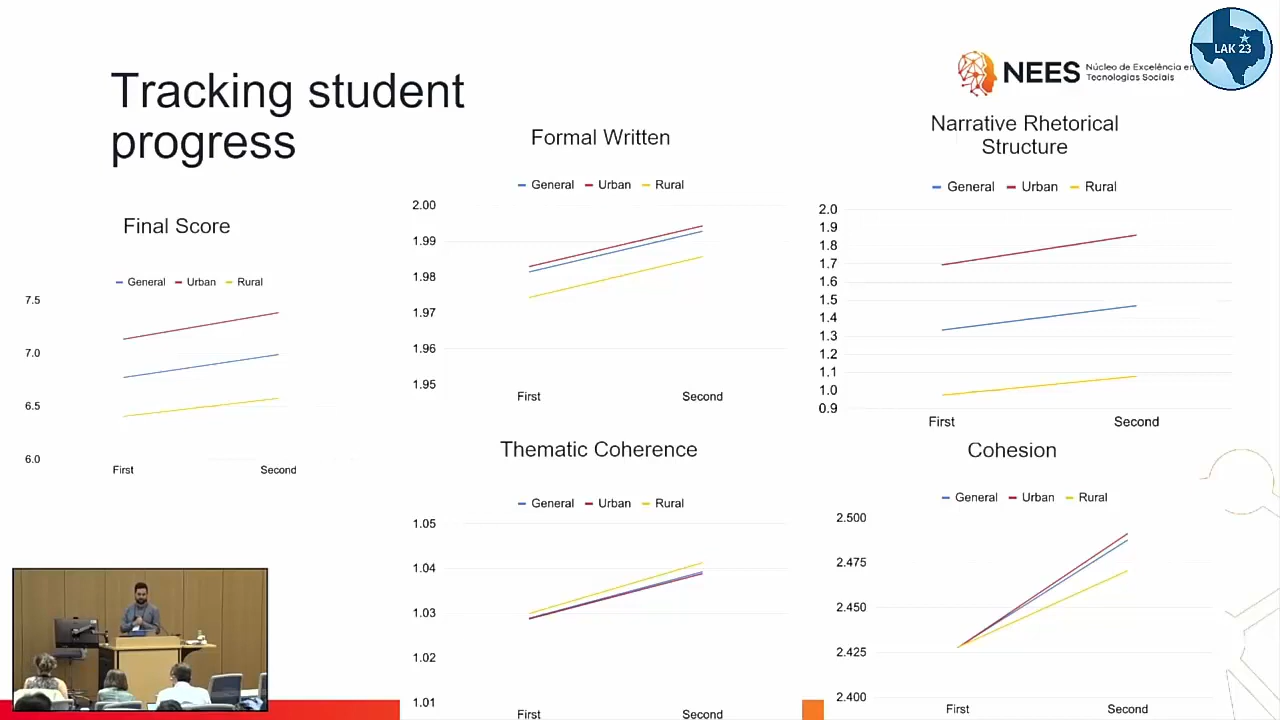 Tracking student
progress
NEES Núcleo de Excelência em
Tecnologias Sociais
LAK 23
Final Score
General Urban Rural
7.5
7.0
6.5
6.0
First Second
Formal Written
General Urban Rural
2.00
1.99
1.98
1.97
1.96
1.95
First Second
Narrative Rhetorical
Structure
General Urban Rural
2.0
1.9
1.8
1.7
1.6
1.5
1.4
1.3
1.2
1.1
1.0
0.9
First Second
Thematic Coherence
General Urban Rural
1.05
1.04
1.03
1.02
1.01
First Second
Cohesion
General Urban Rural
2.500
2.475
2.450
2.425
2.400
First Second